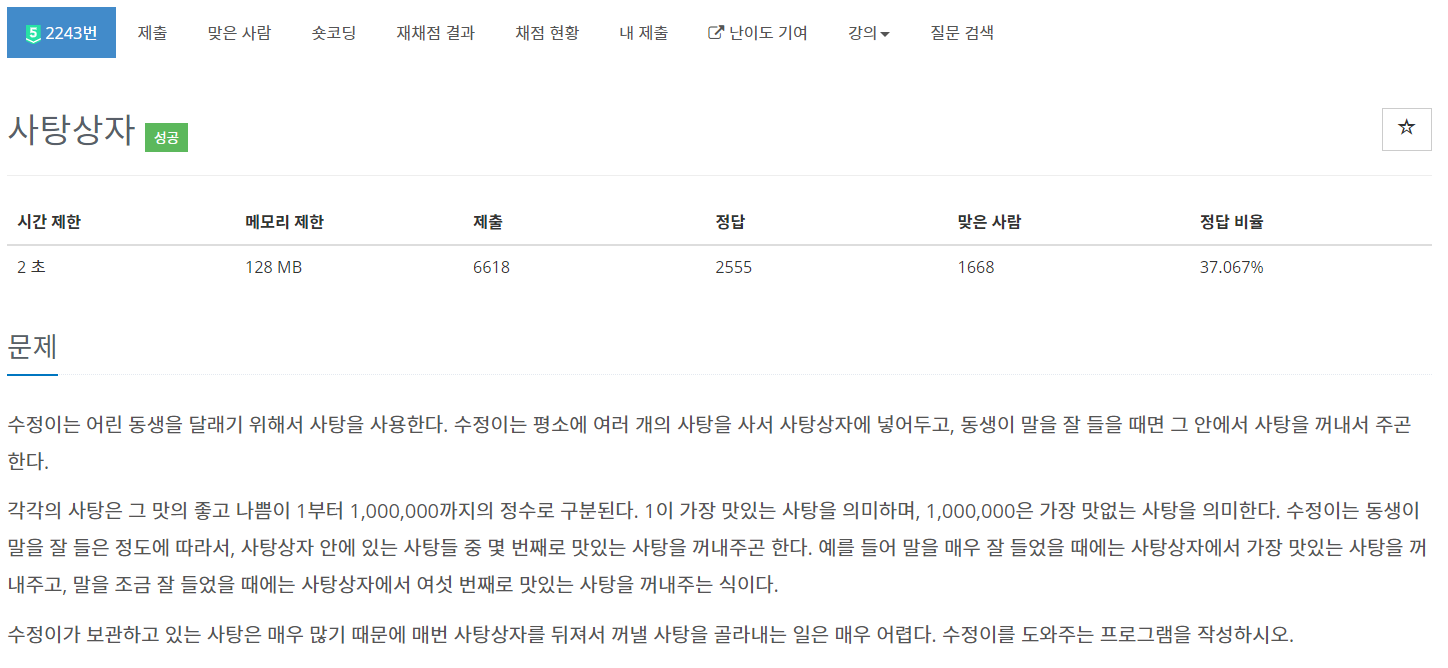 5 2243번 제출 맞은 사람 숏코딩 재채점 결과 채점 현황 내 제출 난이도 기여 강의 질문 검색
사탕상자 성공
시간 제한 메모리 제한 제출 정답 맞은 사람 정답 비율
2 초 128 MB 6618 2555 1668 37.067%
문제
수정이는 어린 동생을 달래기 위해서 사탕을 사용한다. 수정이는 평소에 여러 개의 사탕을 사서 사탕상자에 넣어두고, 동생이 말을 잘 들을 때면 그 안에서 사탕을 꺼내서 주곤
한다.
각각의 사탕은 그 맛의 좋고 나쁨이 1부터 1,000,000까지의 정수로 구분된다. 1이 가장 맛있는 사탕을 의미하며, 1,000,000은 가장 맛없는 사탕을 의미한다. 수정이는 동생이
말을 잘 들은 정도에 따라서, 사탕상자 안에 있는 사탕들 중 몇 번째로 맛있는 사탕을 꺼내주곤 한다. 예를 들어 말을 매우 잘 들었을 때에는 사탕상자에서 가장 맛있는 사탕을 꺼
내주고, 말을 조금 잘 들었을 때에는 사탕상자에서 여섯 번째로 맛있는 사탕을 꺼내주는 식이다.
수정이가 보관하고 있는 사탕은 매우 많기 때문에 매번 사탕상자를 뒤져서 꺼낼 사탕을 골라내는 일은 매우 어렵다. 수정이를 도와주는 프로그램을 작성하시오.